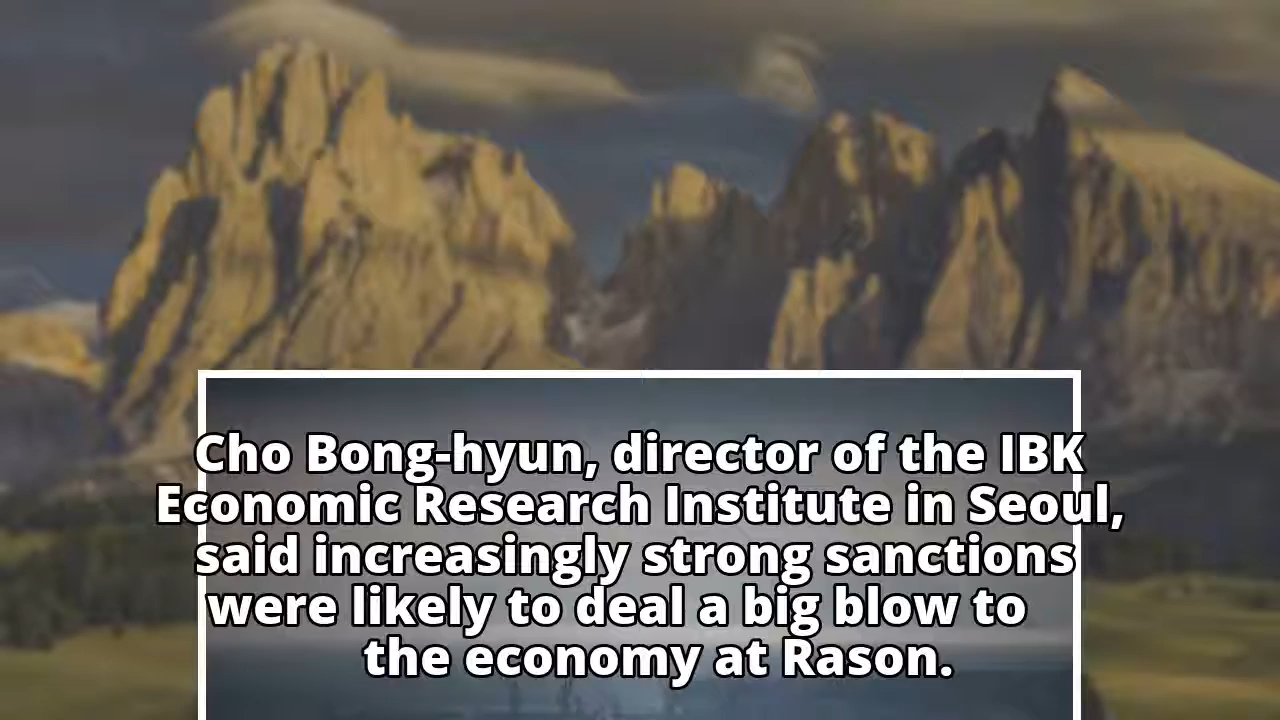 Cho Bong-hyun, director of the IBK
Economic Research Institute in Seoul,
said increasingly strong sanctions
were likely to deal a big blow to
the economy at Rason.